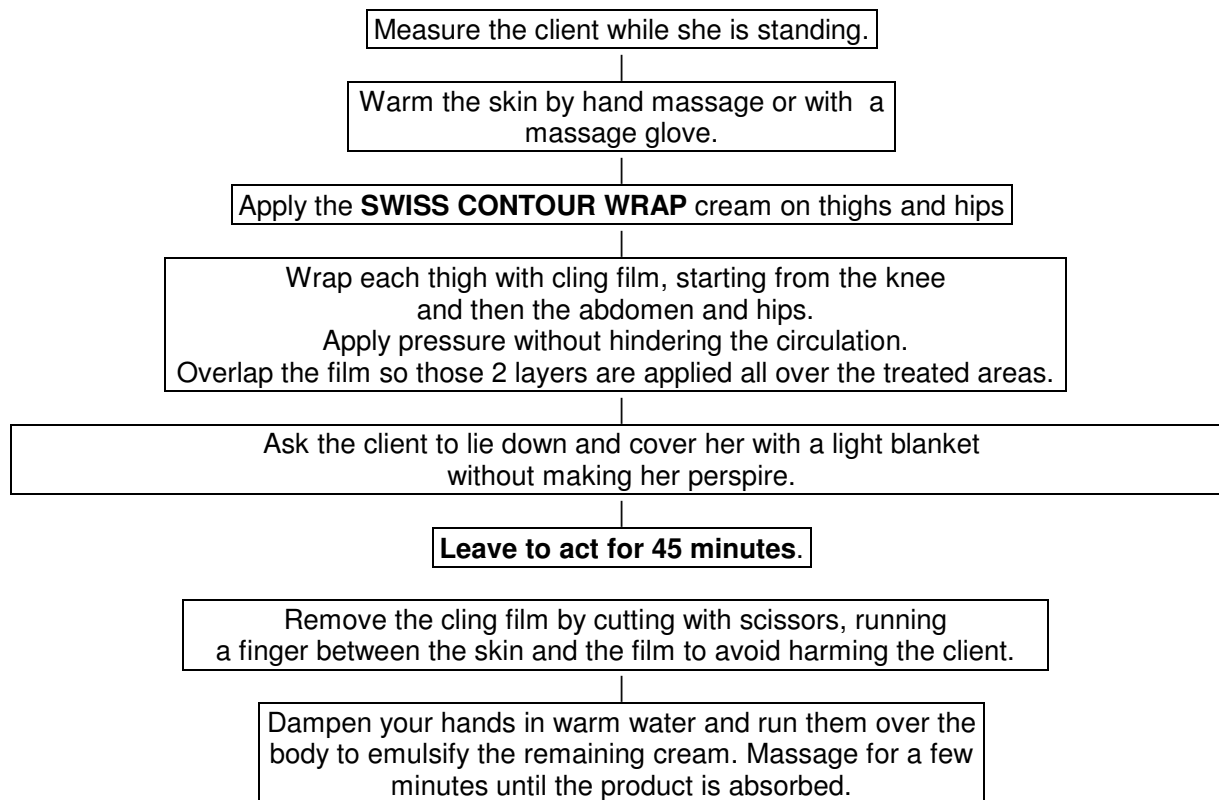 Measure the client while she is standing.
Warm the skin by hand massage or with a
massage glove.
Apply the SWISS CONTOUR WRAP cream on thighs and hips
Wrap each thigh with cling film, starting from the knee
and then the abdomen and hips.
Apply pressure without hindering the circulation.
Overlap the film so those 2 layers are applied all over the treated areas.
Ask the client to lie down and cover her with a light blanket
without making her perspire.
Leave to act for 45 minutes.
Remove the cling film by cutting with scissors, running
a finger between the skin and the film to avoid harming the client.
Dampen your hands in warm water and run them over the
body to emulsify the remaining cream. Massage for a few
minutes until the product is absorbed.